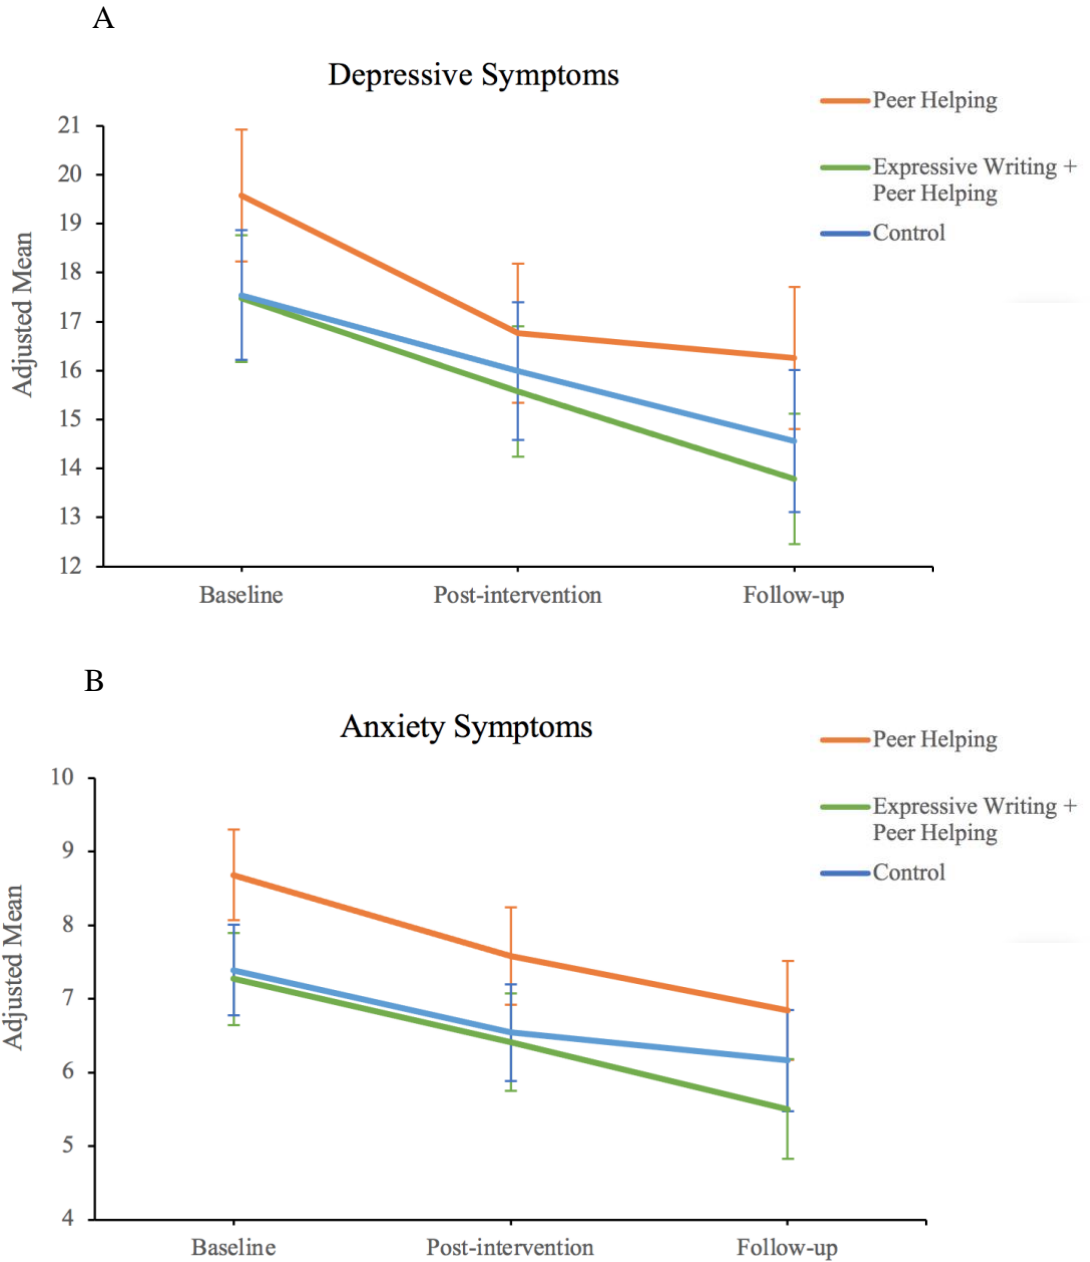 A
Depressive Symptoms
Peer Helping
Expressive Writing +
Peer Helping
Control
Adjusted Mean
21
20
19
18
17
16
15
14
13
12
Baseline Post-intervention Follow-up
B
Anxiety Symptoms
Peer Helping
Expressive Writing +
Peer Helping
Control
Adjusted Mean
10
9
8
7
6
5
4
Baseline Post-intervention Follow-up